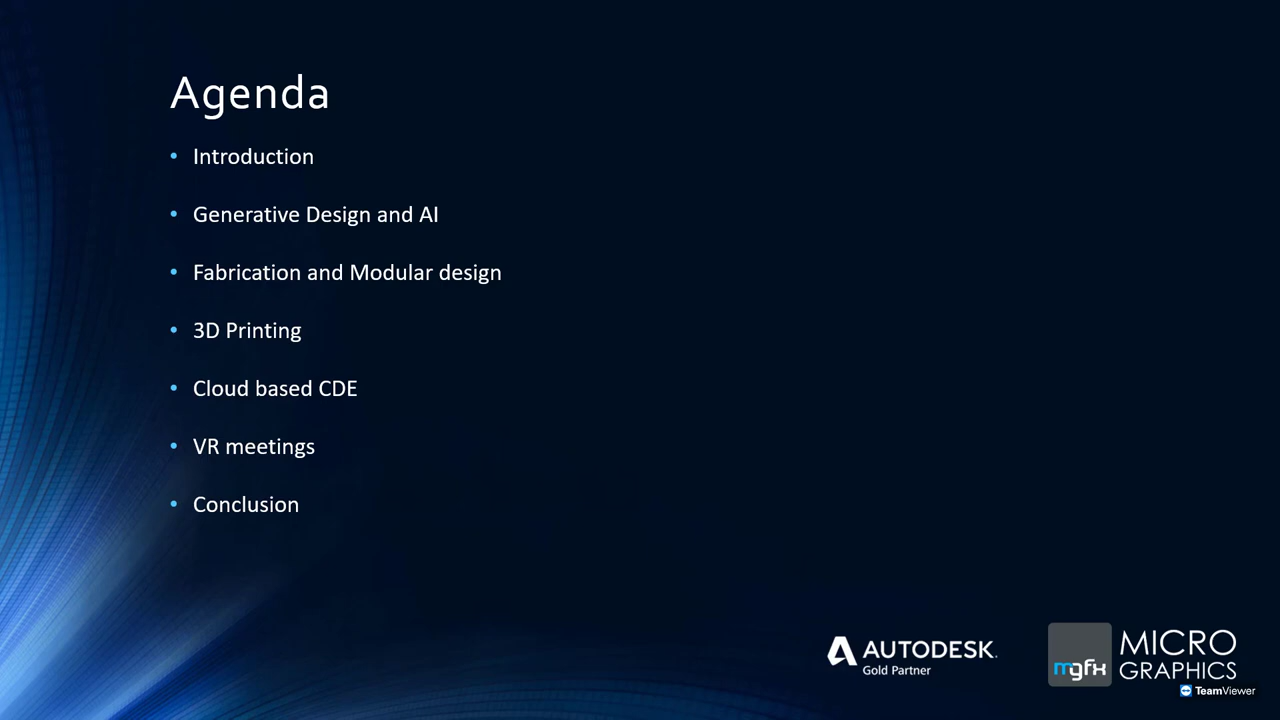 Agenda
• Introduction
• Generative Design and AI
• Fabrication and Modular design
• 3D Printing
• Cloud based CDE
• VR meetings
• Conclusion
AUTODESK.
Gold Partner
mgfx
MICRO
GRAPHICS
TeamViewer